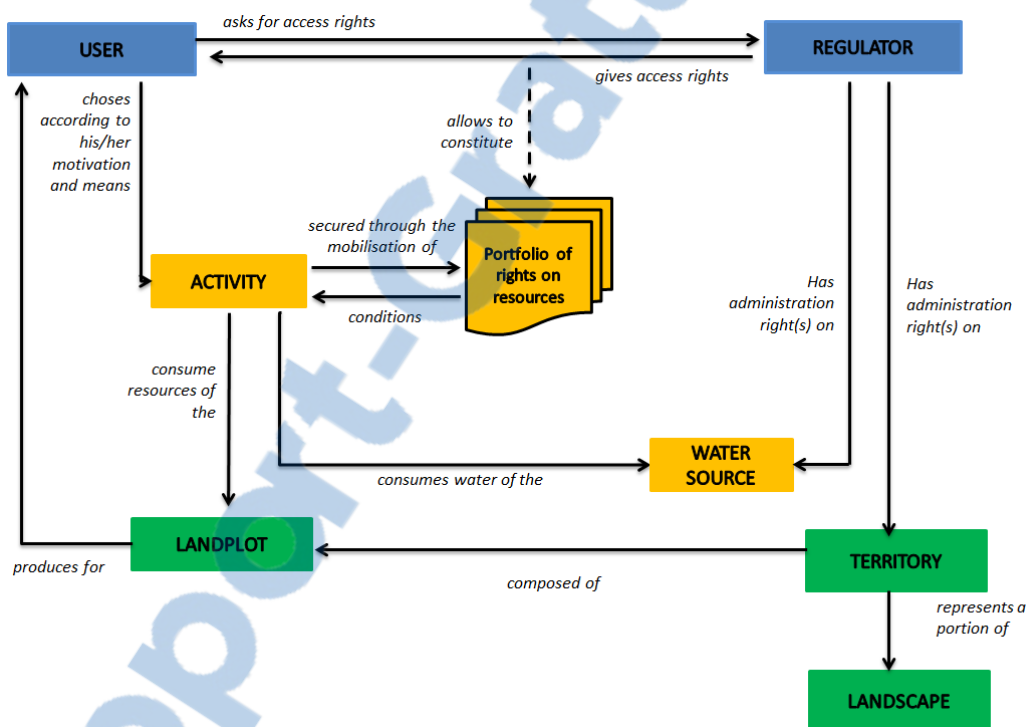 asks for access rights
USER
REGULATOR
gives access rights
choses
according to
his/her
motivation
and means
allows to
constitute
secured through the
mobilisation of
Portfolio of
rights on
resources
ACTIVITY
conditions
Has
administration
right(s) on
Has
administration
right(s) on
consume
resources of
the
WATER
SOURCE
consumes water of the
LANDPLOT
TERRITORY
produces for
composed of
represents a
portion of
LANDSCAPE